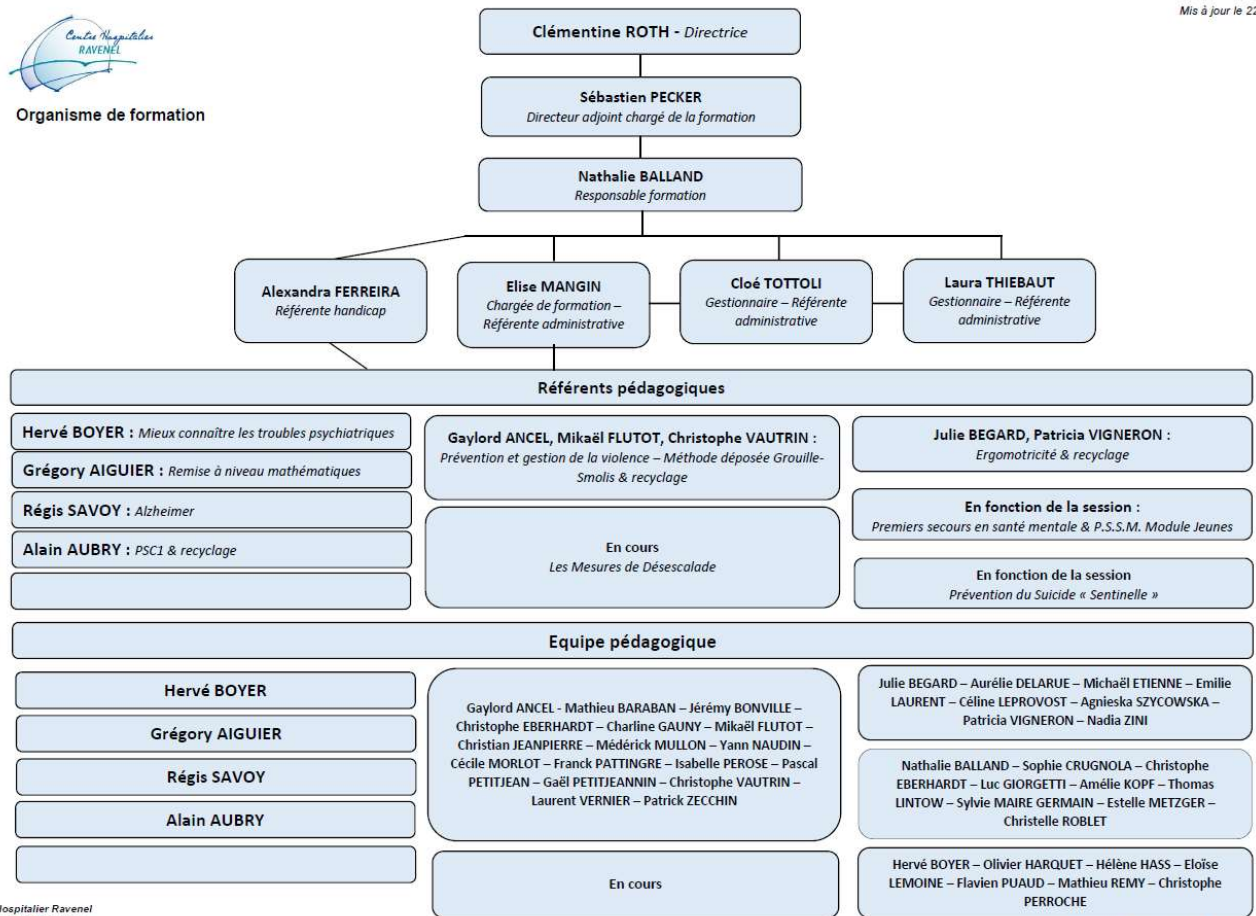 Mis à jour le 22
Centre Hospitalier
RAVENEL
Organisme de formation
Clémentine ROTH - Directrice
Sébastien PECKER
Directeur adjoint chargé de la formation
Nathalie BALLAND
Responsable formation
Alexandra FERREIRA
Référente handicap
Elise MANGIN
Chargée de formation –
Référente administrative
Cloé TOTTOLI
Gestionnaire – Référente
administrative
Laura THIEBAUT
Gestionnaire – Référente
administrative
Référents pédagogiques
Hervé BOYER : Mieux connaître les troubles psychiatriques
Grégory AIGUIER : Remise à niveau mathématiques
Régis SAVOY : Alzheimer
Alain AUBRY : PSC1 & recyclage
Gaylord ANCEL, Mikaël FLUTOT, Christophe VAUTRIN :
Prévention et gestion de la violence – Méthode déposée Grouille-
Smolis & recyclage
En cours
Les Mesures de Désescalade
Julie BEGARD, Patricia VIGNERON :
Ergomotricité & recyclage
En fonction de la session :
Premiers secours en santé mentale & P.S.S.M. Module Jeunes
En fonction de la session
Prévention du Suicide « Sentinelle »
Equipe pédagogique
Hervé BOYER
Grégory AIGUIER
Régis SAVOY
Alain AUBRY
Gaylord ANCEL - Mathieu BARABAN – Jérémy BONVILLE –
Christophe EBERHARDT – Charline GAUNY – Mikaël FLUTOT –
Christian JEANPIERRE – Médérick MULLON – Yann NAUDIN –
Cécile MORLOT – Franck PATTINGRE – Isabelle PEROSE – Pascal
PETITJEAN – Gaël PETITJEANNIN – Christophe VAUTRIN –
Laurent VERNIER – Patrick ZECCHIN
En cours
Julie BEGARD – Aurélie DELARUE – Michaël ETIENNE – Emilie
LAURENT – Céline LEPROVOST – Agnieska SZYCOWSKA –
Patricia VIGNERON – Nadia ZINI
Nathalie BALLAND – Sophie CRUGNOLA – Christophe
EBERHARDT – Luc GIORGETTI – Amélie KOPF – Thomas
LINTOW – Sylvie MAIRE GERMAIN – Estelle METZGER –
Christelle ROBLET
Hervé BOYER – Olivier HARQUET – Hélène HASS – Eloïse
LEMOINE – Flavien PUAUD – Mathieu REMY – Christophe
PERROCHE
Hospitalier Ravenel